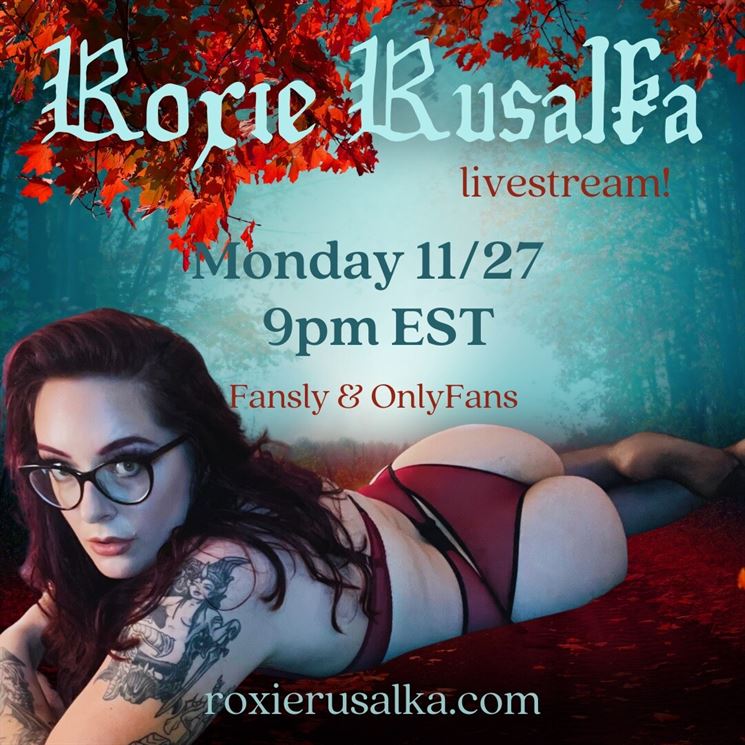 Roxie Rusalka
livestream!
Monday 11/27
9pm EST
Fansly & OnlyFans
roxierusalka.com